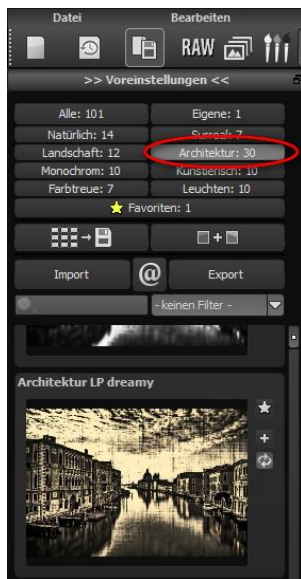 Datei Bearbeiten
RAW
>> Voreinstellungen <<
Alle: 101 Eigene: 1
Natürlich: 14 Surreal: 7
Landschaft: 12 Architektur: 30
Monochrom: 10 Künstlerisch: 10
Farbtreue: 7 Leuchten: 10
Favoriten: 1
Import @ Export
- keinen Filter -
Architektur LP dreamy